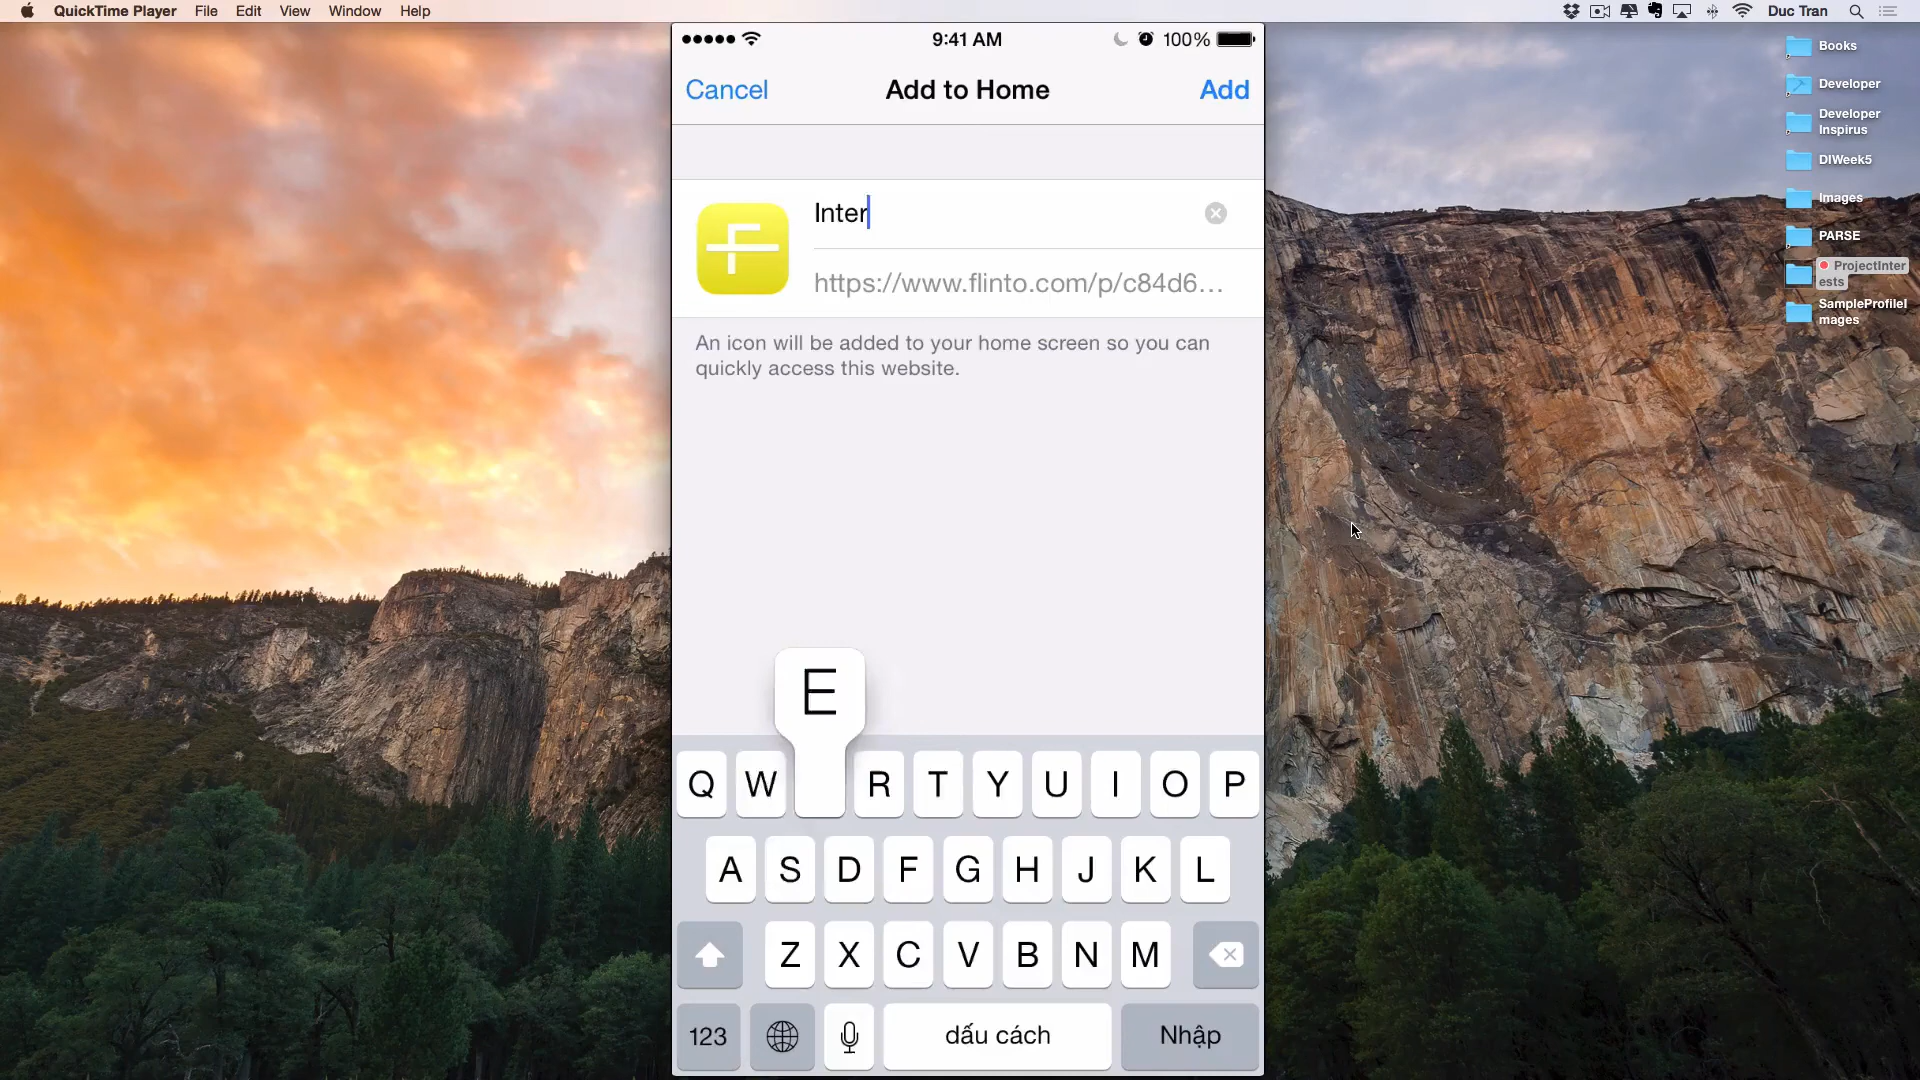 QuickTime Player File Edit View Window Help
Duc Tran
9:41 AM
100%
Cancel
Add to Home
Add
F
Inter
https://www.flinto.com/p/c84d6...
An icon will be added to your home screen so you can
quickly access this website.
E
Q W R T Y U I O P
A S D F G H J K L
Z X C V B N M
123
dấu cách
Nhập
Books
Developer
Developer
Inspirus
DIWeek5
Images
PARSE
ProjectInter
ests
SampleProfileI
mages